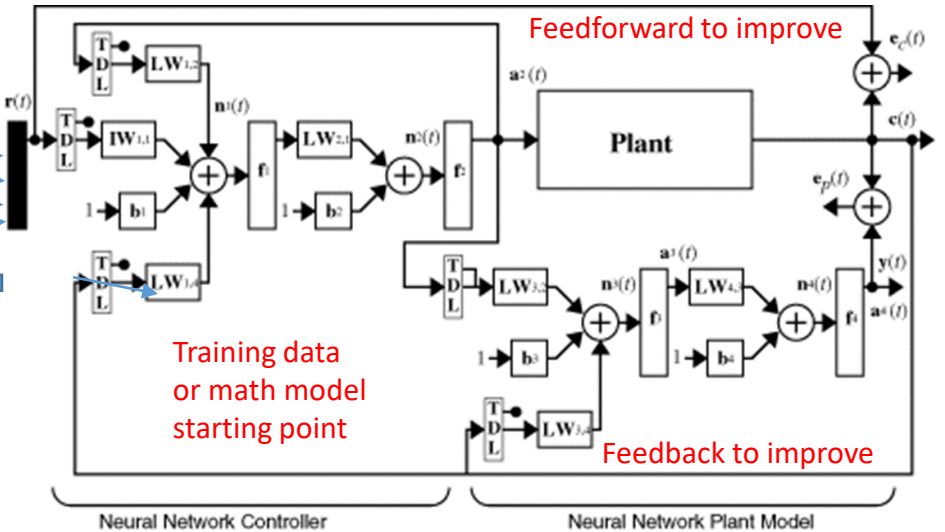 Feedforward to improve
e_c(t)
T
D
L
LW1,2
a²(t)
r(t)
n¹(t)
c(t)
T
D
L
IW1,1
LW2,1
n²(t)
Plant
f1
f2
e_p(t)
1
b1
1
b2
T
D
L
LW1,4
T
D
L
LW3,2
n³(t)
a³(t)
LW4,3
n⁴(t)
y(t)
f3
f4
a⁴(t)
1
b3
1
b4
Training data
or math model
starting point
T
D
L
LW3,4
Feedback to improve
Neural Network Controller
Neural Network Plant Model